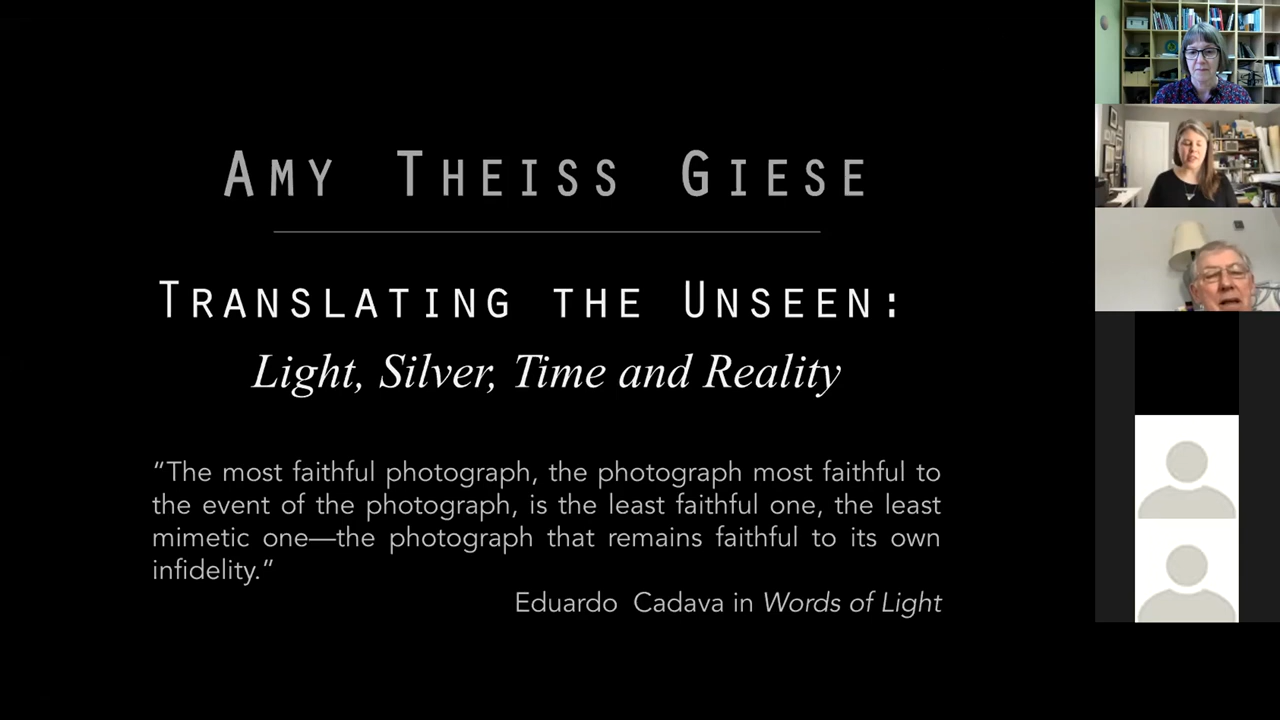 AMY THEISS GIESE
TRANSLATING THE UNSEEN:
Light, Silver, Time and Reality
“The most faithful photograph, the photograph most faithful to
the event of the photograph, is the least faithful one, the least
mimetic one—the photograph that remains faithful to its own
infidelity.”
Eduardo Cadava in Words of Light